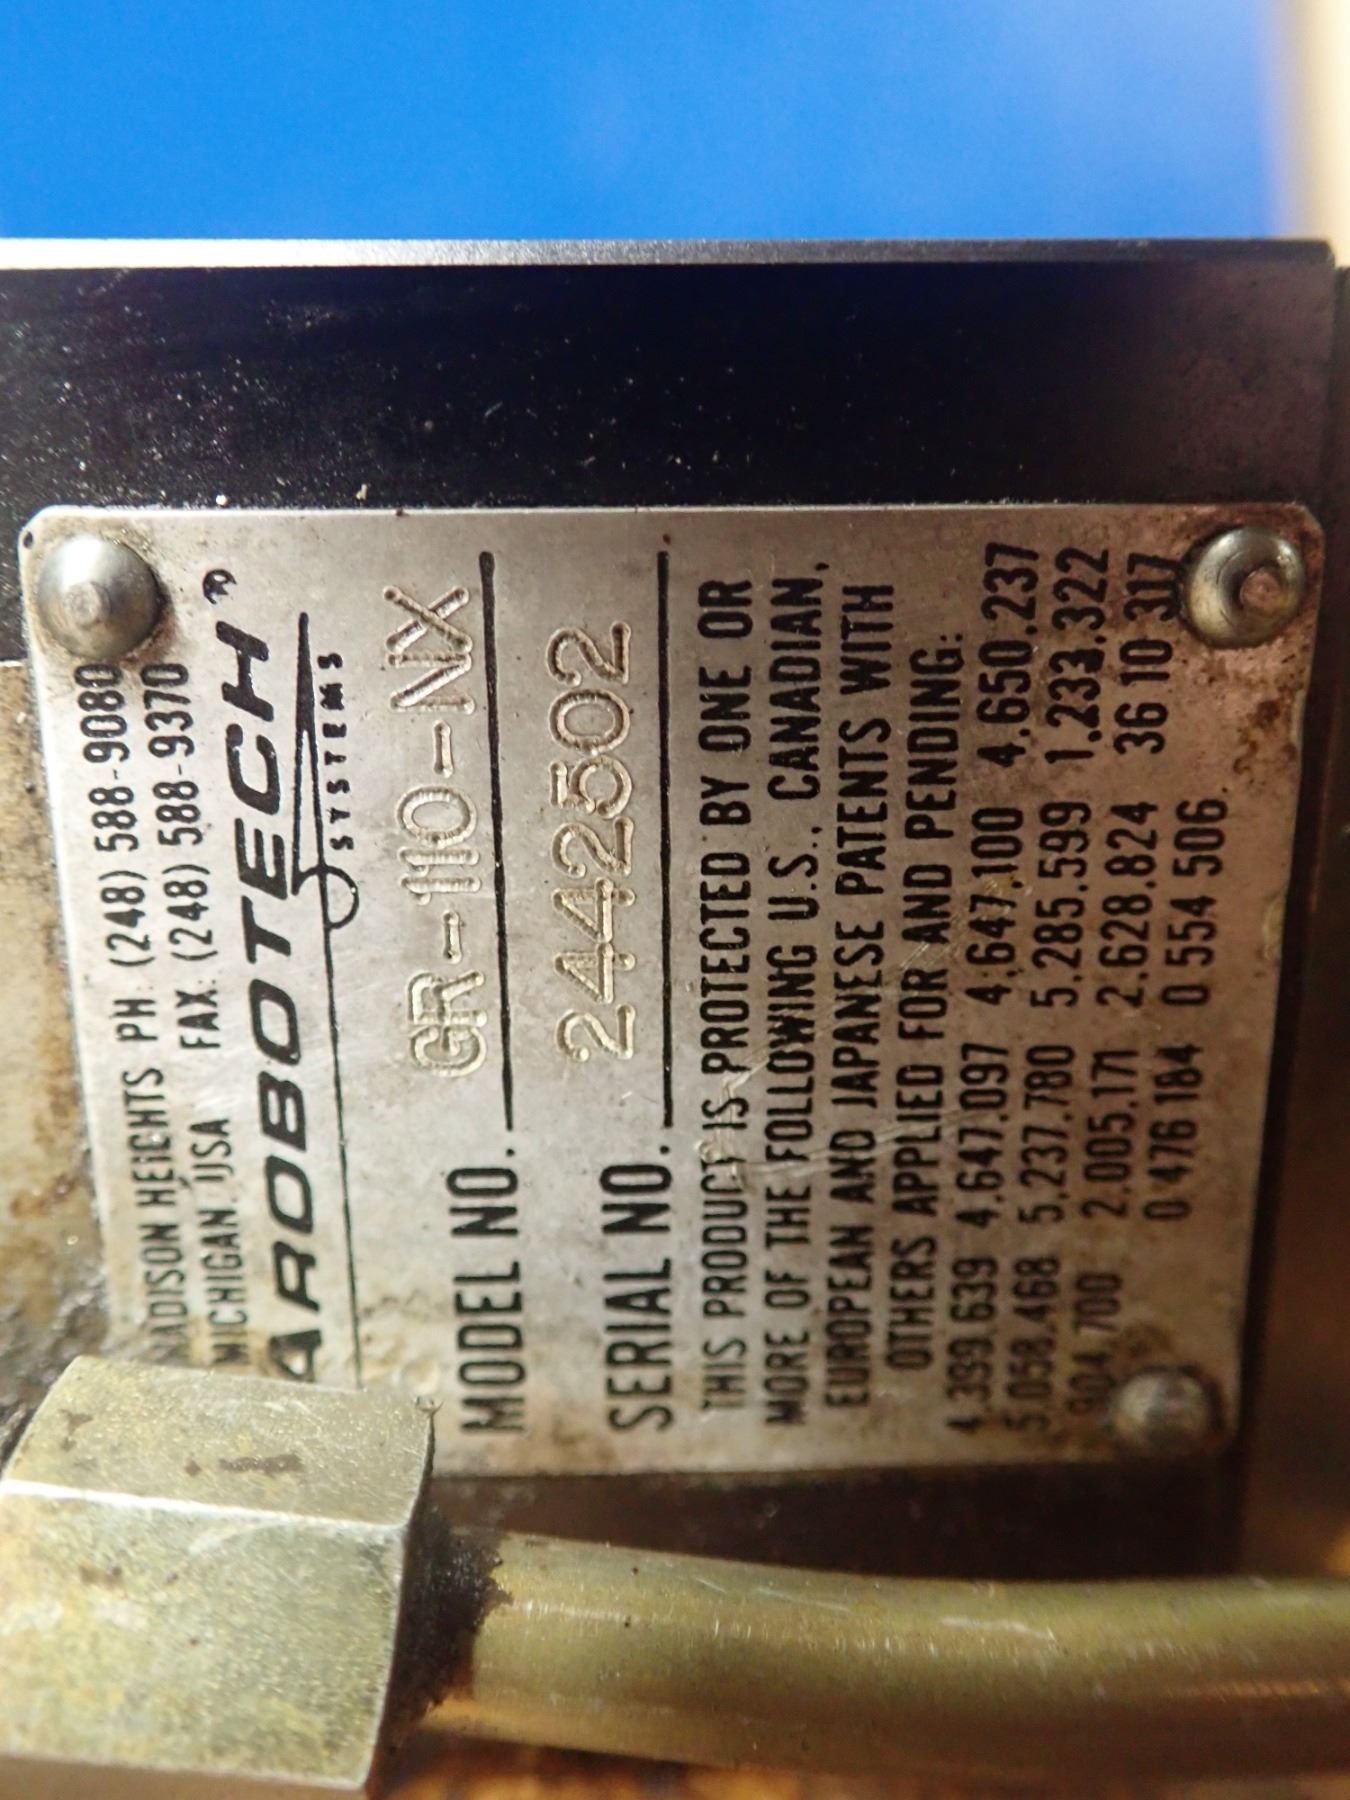 MADISON HEIGHTS PH. (248) 588-9080
MICHIGAN, USA FAX: (248) 588-9370
AROBOTECH®
SYSTEMS
MODEL NO. GR-110-NX
SERIAL NO. 2442502
THIS PRODUCT IS PROTECTED BY ONE OR
MORE OF THE FOLLOWING U.S., CANADIAN,
EUROPEAN AND JAPANESE PATENTS WITH
OTHERS APPLIED FOR AND PENDING:
4,399,639 4,647,097 4,647,100 4,650,237
5,058,468 5,237,780 5,285,599 1,233,322
904,700 2,005,171 2,628,824 36 10 317
0 476 184 0 554 506